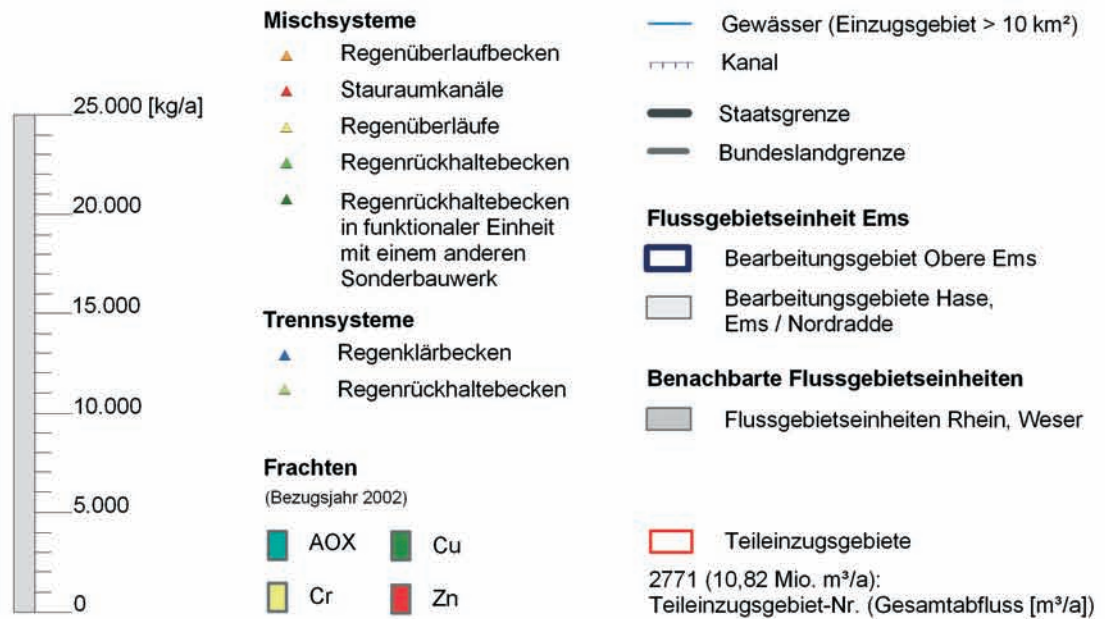 25.000 [kg/a]
20.000
15.000
10.000
5.000
0
Mischsysteme
Regenüberlaufbecken
Stauraumkanäle
Regenüberläufe
Regenrückhaltebecken
Regenrückhaltebecken
in funktionaler Einheit
mit einem anderen
Sonderbauwerk
Trennsysteme
Regenklärbecken
Regenrückhaltebecken
Frachten
(Bezugsjahr 2002)
AOX
Cu
Cr
Zn
Gewässer (Einzugsgebiet > 10 km²)
Kanal
Staatsgrenze
Bundeslandgrenze
Flussgebietseinheit Ems
Bearbeitungsgebiet Obere Ems
Bearbeitungsgebiete Hase,
Ems / Nordradde
Benachbarte Flussgebietseinheiten
Flussgebietseinheiten Rhein, Weser
Teileinzugsgebiete
2771 (10,82 Mio. m³/a):
Teileinzugsgebiet-Nr. (Gesamtabfluss [m³/a])